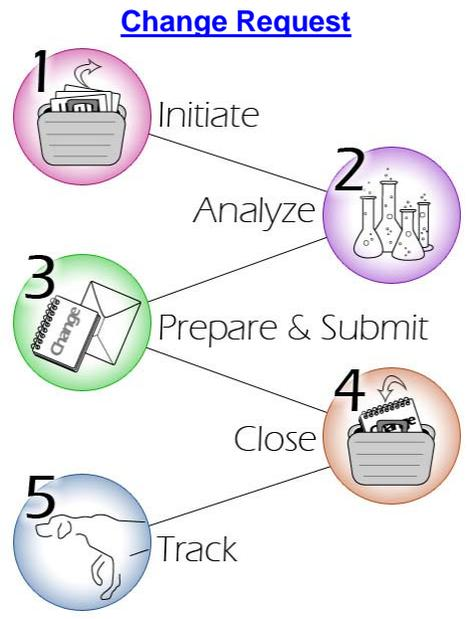 Change Request
1
Initiate
2
Analyze
3
Change
Prepare & Submit
4
Close
5
Track